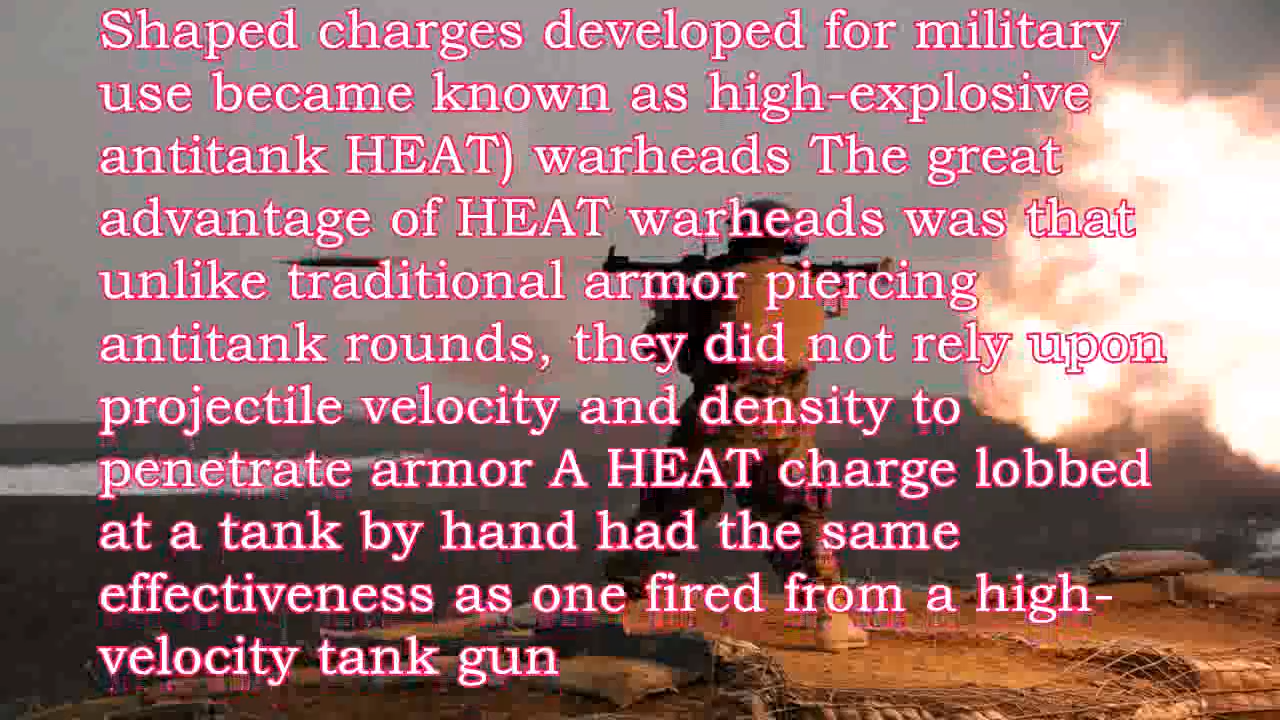 Shaped charges developed for military
use became known as high-explosive
antitank HEAT) warheads The great
advantage of HEAT warheads was that
unlike traditional armor piercing
antitank rounds, they did not rely upon
projectile velocity and density to
penetrate armor A HEAT charge lobbed
at a tank by hand had the same
effectiveness as one fired from a high-
velocity tank gun